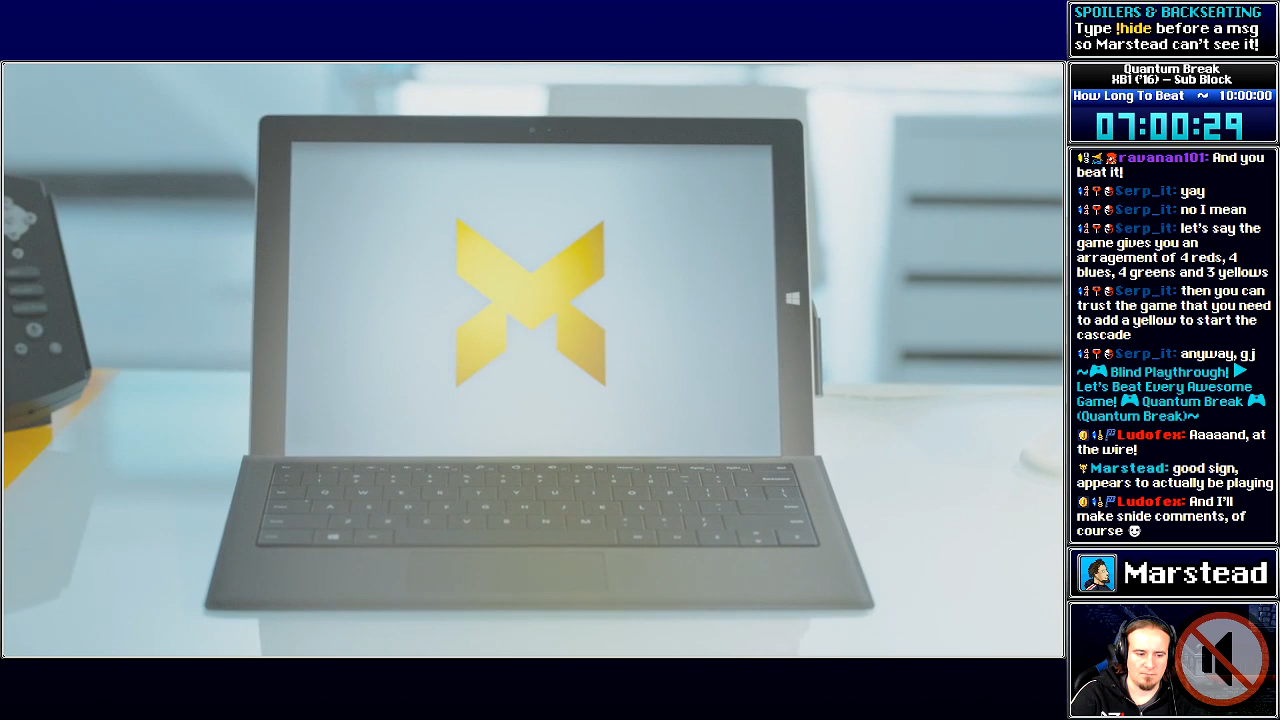 SPOILERS & BACKSEATING
Type !hide before a msg
so Marstead can't see it!
Quantum Break
XB1 ('16) – Sub Block
How Long To Beat ~ 10:00:00
07:00:29
ravanan101: And you
beat it!
Serp_it: yay
Serp_it: no I mean
Serp_it: let's say the
game gives you an
arragement of 4 reds, 4
blues, 4 greens and 3 yellows
Serp_it: then you can
trust the game that you need
to add a yellow to start the
cascade
Serp_it: anyway, gj
~🎮 Blind Playthrough! ▶
Let's Beat Every Awesome
Game! 🎮 Quantum Break 🎮
(Quantum Break)~
Ludofex: Aaaaand, at
the wire!
Marstead: good sign,
appears to actually be playing
Ludofex: And I'll
make snide comments, of
course
Marstead